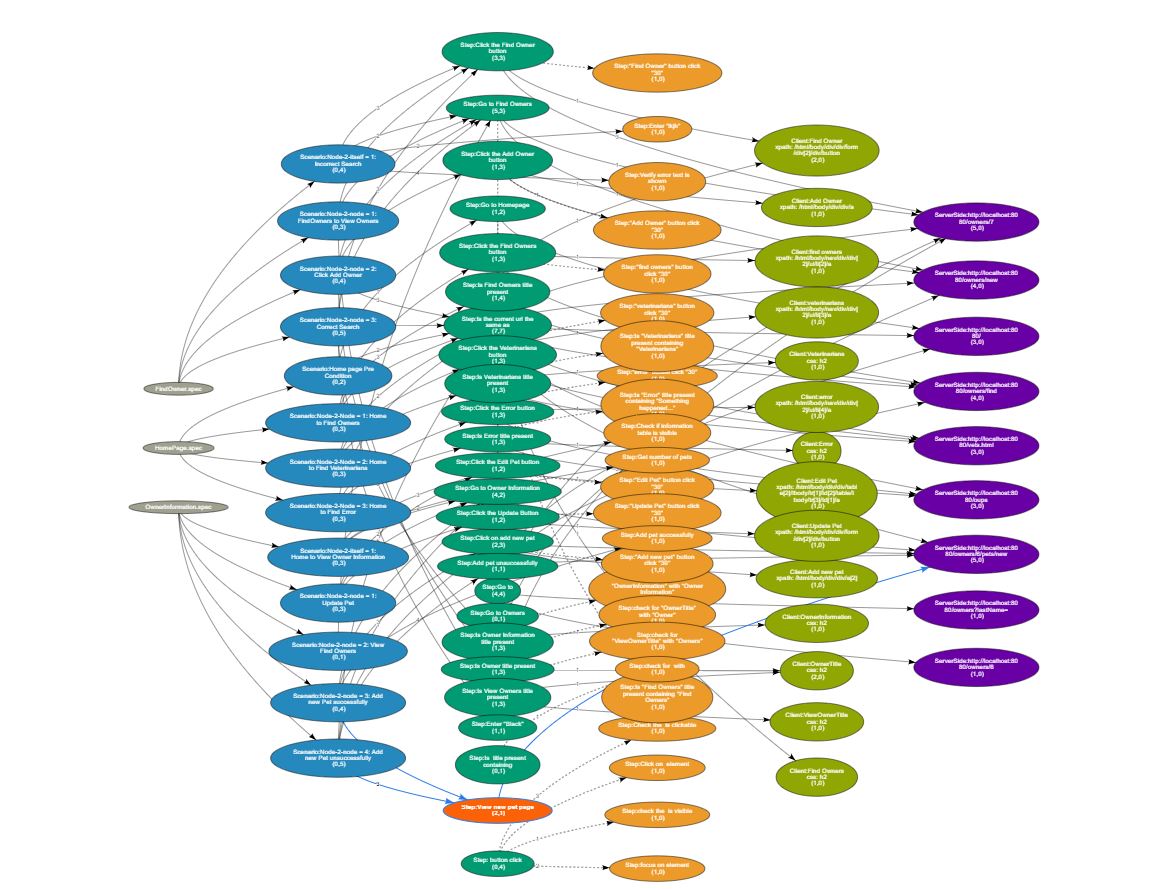 Step:Click the Find Owner
button
(3,3)
Step:"Find Owner" button click
"30"
(1,0)
Step:Go to Find Owners
(5,3)
Step:Enter "lkjlk"
(1,0)
Client:Find Owner
xpath: /html/body/div/div/form
/div[2]/div/button
(2,0)
Scenario:Node-2-itself = 1:
Incorrect Search
(0,4)
Step:Click the Add Owner
button
(1,3)
Step:Verify error text is
shown
(1,0)
Scenario:Node-2-node = 1:
FindOwners to View Owners
(0,3)
Step:Go to Homepage
(1,2)
Client:Add Owner
xpath: /html/body/div/div/a
(1,0)
ServerSide:http://localhost:80
80/owners/7
(5,0)
Step:"Add Owner" button click
"30"
(1,0)
Step:Click the Find Owners
button
(1,3)
Client:find owners
xpath: /html/body/nav/div/div[
2]/ul/li[2]/a
(1,0)
Scenario:Node-2-node = 2:
Click Add Owner
(0,4)
Step:"find owners" button
click "30"
(1,0)
ServerSide:http://localhost:80
80/owners/new
(4,0)
Step:Is Find Owners title
present
(1,4)
Client:veterinarians
xpath: /html/body/nav/div/div[
2]/ul/li[3]/a
(1,0)
Scenario:Node-2-node = 3:
Correct Search
(0,5)
Step:Is the current url the
same as
(7,7)
Step:"veterinarians" button
click "30"
ServerSide:http://localhost:80
80/
(3,0)
Step:Is "Veterinarians" title
present containing
"Veterinarians"
(1,0)
Step:Click the Veterinarians
button
(1,3)
Client:Veterinarians
css: h2
(1,0)
Scenario:Home page Pre
Condition
(0,2)
FindOwner.spec
Step:Is Veterinarians title
present
(1,3)
ServerSide:http://localhost:80
80/owners/find
(4,0)
Step:Is "Error" title present
containing "Something
happened..."
(1,0)
Client:error
xpath: /html/body/nav/div/div[
2]/ul/li[4]/a
(1,0)
Scenario:Node-2-Node = 1: Home
to Find Owners
(0,3)
Step:Click the Error button
(1,3)
Step:Check if information
table is visible
(1,0)
HomePage.spec
Step:Is Error title present
(1,3)
Client:Error
css: h2
(1,0)
ServerSide:http://localhost:80
80/vets.html
(3,0)
Scenario:Node-2-Node = 2: Home
to Find Veterinarians
(0,3)
Step:Click the Edit Pet button
(1,2)
Step:Get number of pets
(1,0)
Step:"Edit Pet" button click
"30"
Client:Edit Pet
xpath: /html/body/div/div/tabl
e[2]/tbody/tr[1]/td[2]/table/t
body/tr[3]/td[1]/a
(1,0)
Step:Go to Owner Information
(4,2)
ServerSide:http://localhost:80
80/oups
(3,0)
OwnerInformation.spec
Scenario:Node-2-Node = 3: Home
to Find Error
(0,3)
Step:Click the Update Button
(1,2)
Step:"Update Pet" button click
"30"
(1,0)
Client:Update Pet
xpath: /html/body/div/div/form
/div[2]/div/button
(1,0)
Step:Click on add new pet
(2,3)
Step:Add pet successfully
(1,0)
Scenario:Node-2-itself = 1:
Home to View Owner Information
(0,3)
Step:Add pet unsuccessfully
(1,1)
Step:"Add new pet" button
click "30"
(1,0)
ServerSide:http://localhost:80
80/owners/6/pets/new
(5,0)
Client:Add new pet
xpath: /html/body/div/div/a[2]
(1,0)
Step:Go to
(4,4)
"OwnerInformation" with "Owner
Information"
Scenario:Node-2-node = 1:
Update Pet
(0,3)
Step:Go to Owners
(0,1)
Step:check for "OwnerTitle"
with "Owner"
(1,0)
ServerSide:http://localhost:80
80/owners?lastName=
(1,0)
Client:OwnerInformation
css: h2
(1,0)
Step:Is Owner Information
title present
(1,3)
Step:check for
"ViewOwnerTitle" with "Owners"
(1,0)
Scenario:Node-2-node = 2: View
Find Owners
(0,1)
Step:Is Owner title present
(1,3)
Step:check for with
(1,0)
Client:OwnerTitle
css: h2
(2,0)
ServerSide:http://localhost:80
80/owners/6
(1,0)
Step:Is View Owners title
present
(1,3)
Step:Is "Find Owners" title
present containing "Find
Owners"
(1,0)
Scenario:Node-2-node = 3: Add
new Pet successfully
(0,4)
Step:Enter "Black"
(1,1)
Step:Check the is clickable
(1,0)
Client:ViewOwnerTitle
css: h2
(1,0)
Scenario:Node-2-node = 4: Add
new Pet unsuccessfully
(0,5)
Step:Is title present
containing
(0,1)
Step:Click on element
(1,0)
Client:Find Owners
css: h2
(1,0)
Step:View new pet page
(2,1)
Step:check the is visible
(1,0)
Step: button click
(0,4)
Step:focus on element
(1,0)